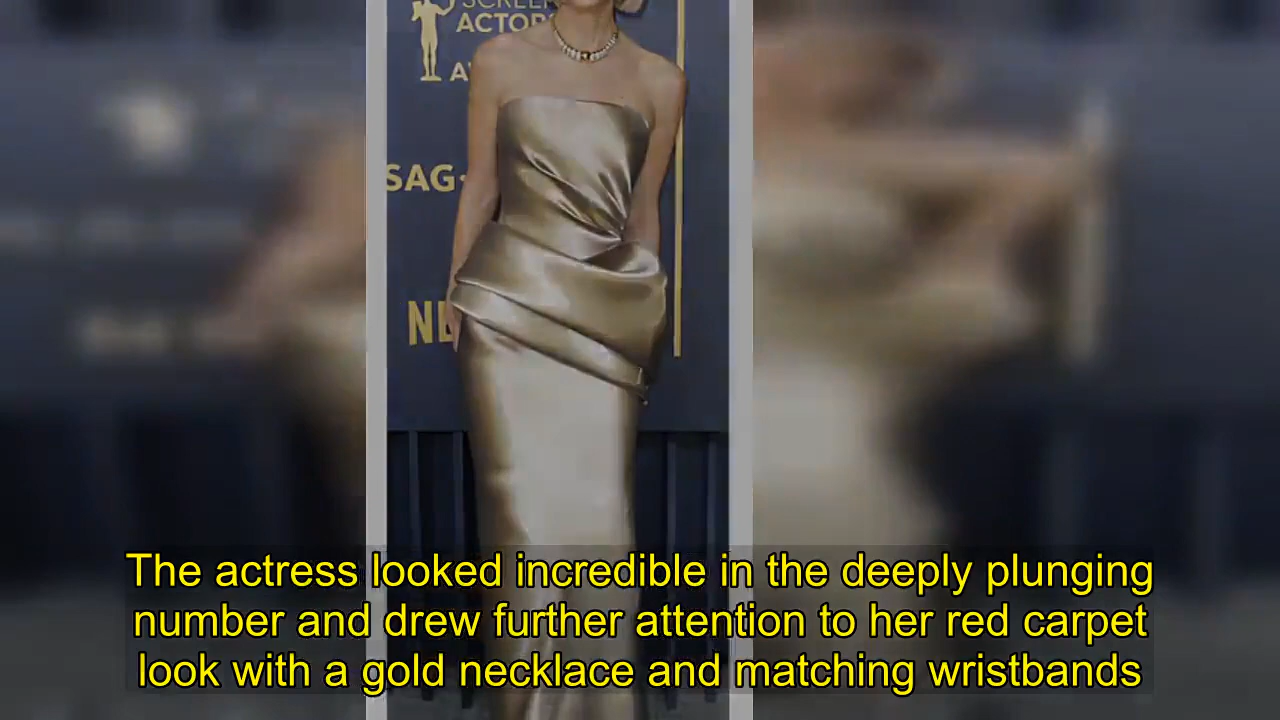 SCREEN
ACTOR
A
SAG
The actress looked incredible in the deeply plunging
number and drew further attention to her red carpet
look with a gold necklace and matching wristbands